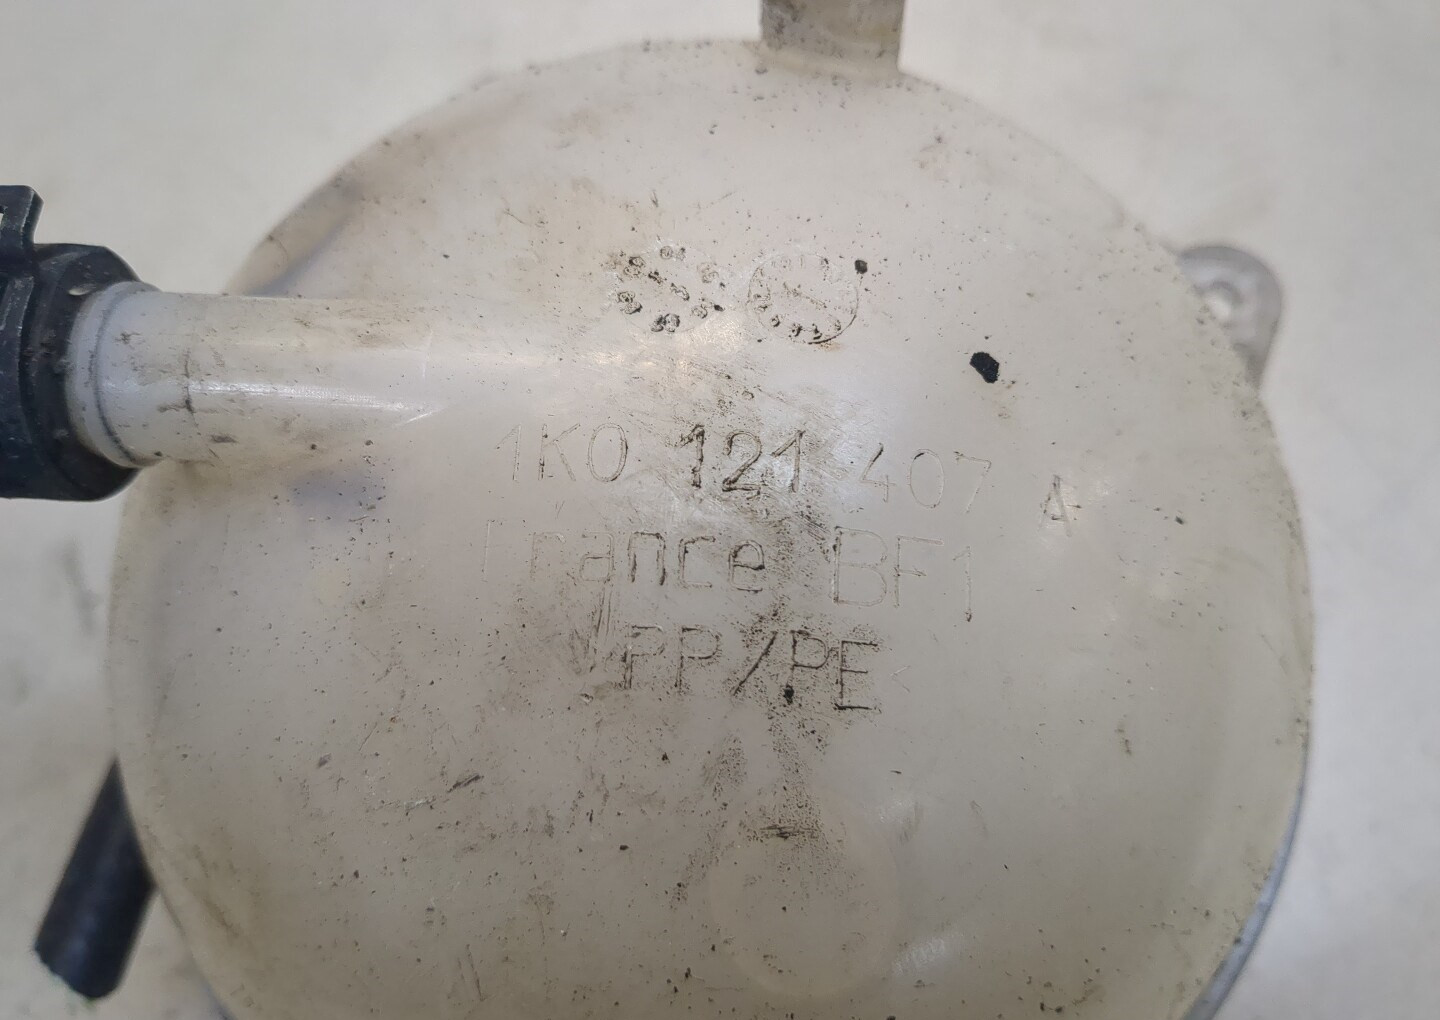 1K0 121 407 A
France BF1
PP/PE<